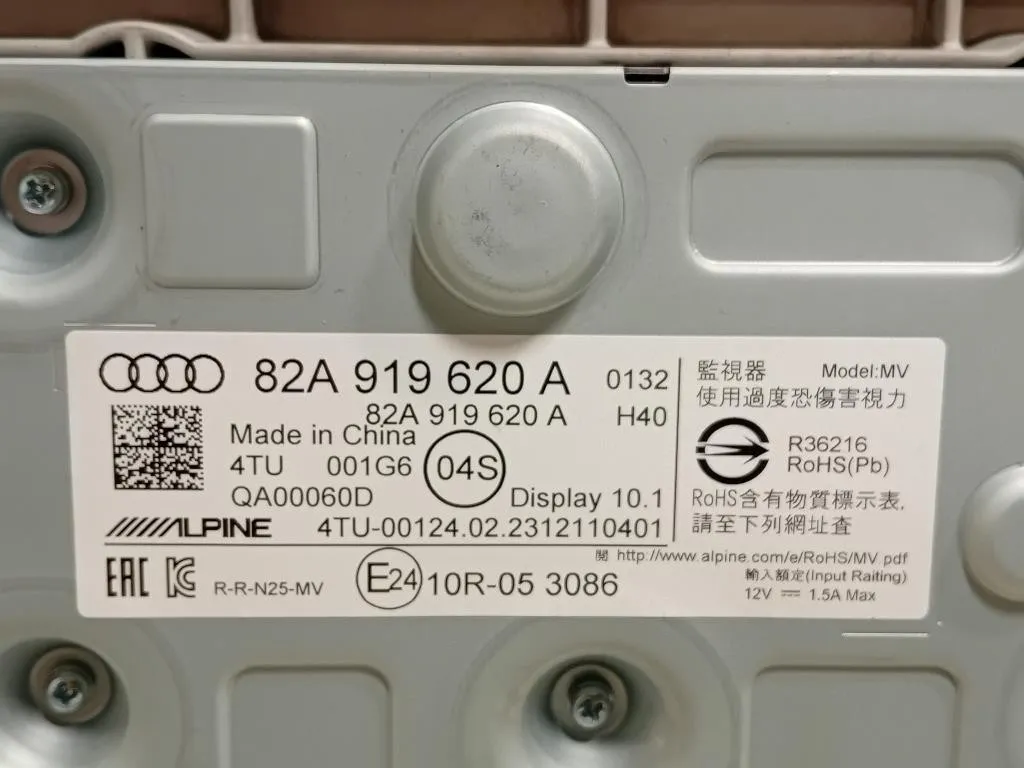 82A 919 620 A 0132
82A 919 620 A H40
Made in China
4TU 001G6 04S
QA00060D Display 10.1
ALPINE 4TU-00124.02.2312110401
監視器 Model:MV
使用過度恐傷害視力
R36216
RoHS(Pb)
RoHS含有物質標示表,
請至下列網址查
閱 http://www.alpine.com/e/RoHS/MV.pdf
EAC KC R-R-N25-MV E24 10R-05 3086
輸入額定(Input Raiting)
12V ⎓ 1.5A Max